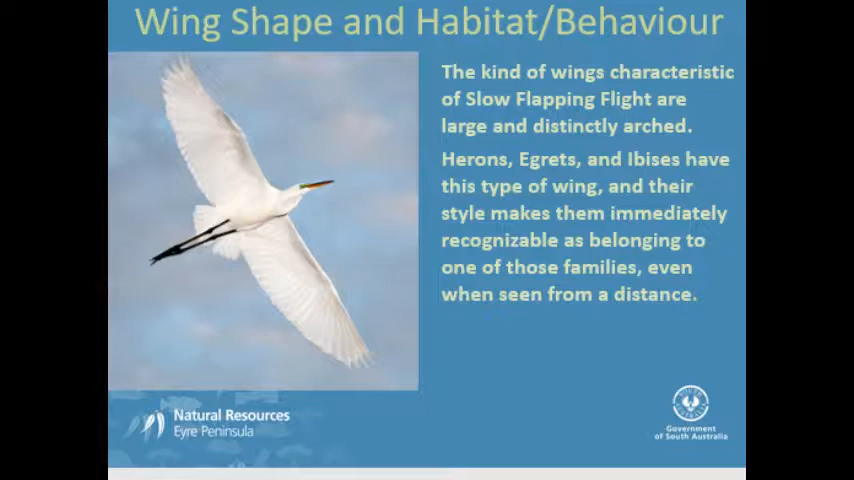 Wing Shape and Habitat/Behaviour
The kind of wings characteristic
of Slow Flapping Flight are
large and distinctly arched.
Herons, Egrets, and Ibises have
this type of wing, and their
style makes them immediately
recognizable as belonging to
one of those families, even
when seen from a distance.
Natural Resources
Eyre Peninsula
Government
of South Australia